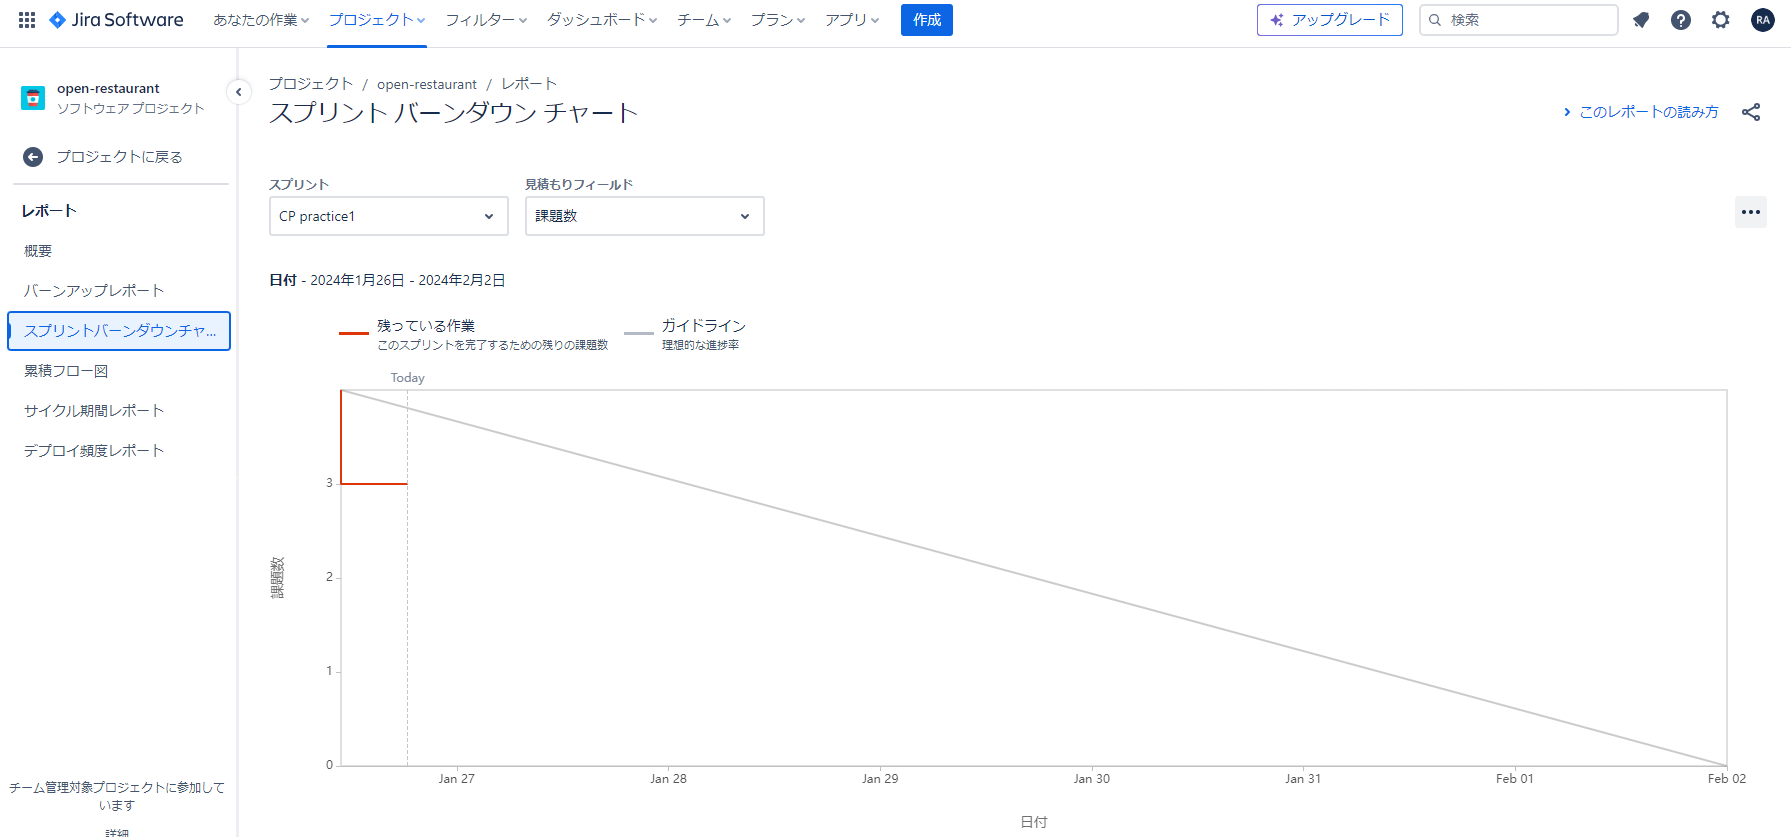 Jira Software あなたの作業 プロジェクト フィルター ダッシュボード チーム プラン アプリ 作成 アップグレード 検索 RA
open-restaurant
ソフトウェア プロジェクト
プロジェクトに戻る
レポート
概要
バーンアップレポート
スプリントバーンダウンチャ...
累積フロー図
サイクル期間レポート
デプロイ頻度レポート
チーム管理対象プロジェクトに参加して
います
詳細
プロジェクト / open-restaurant / レポート
スプリント バーンダウン チャート
このレポートの読み方
スプリント 見積もりフィールド
CP practice1 課題数
日付 - 2024年1月26日 - 2024年2月2日
残っている作業 ガイドライン
このスプリントを完了するための残りの課題数 理想的な進捗率
Today
3
2
課題数
1
0
Jan 27 Jan 28 Jan 29 Jan 30 Jan 31 Feb 01 Feb 02
日付